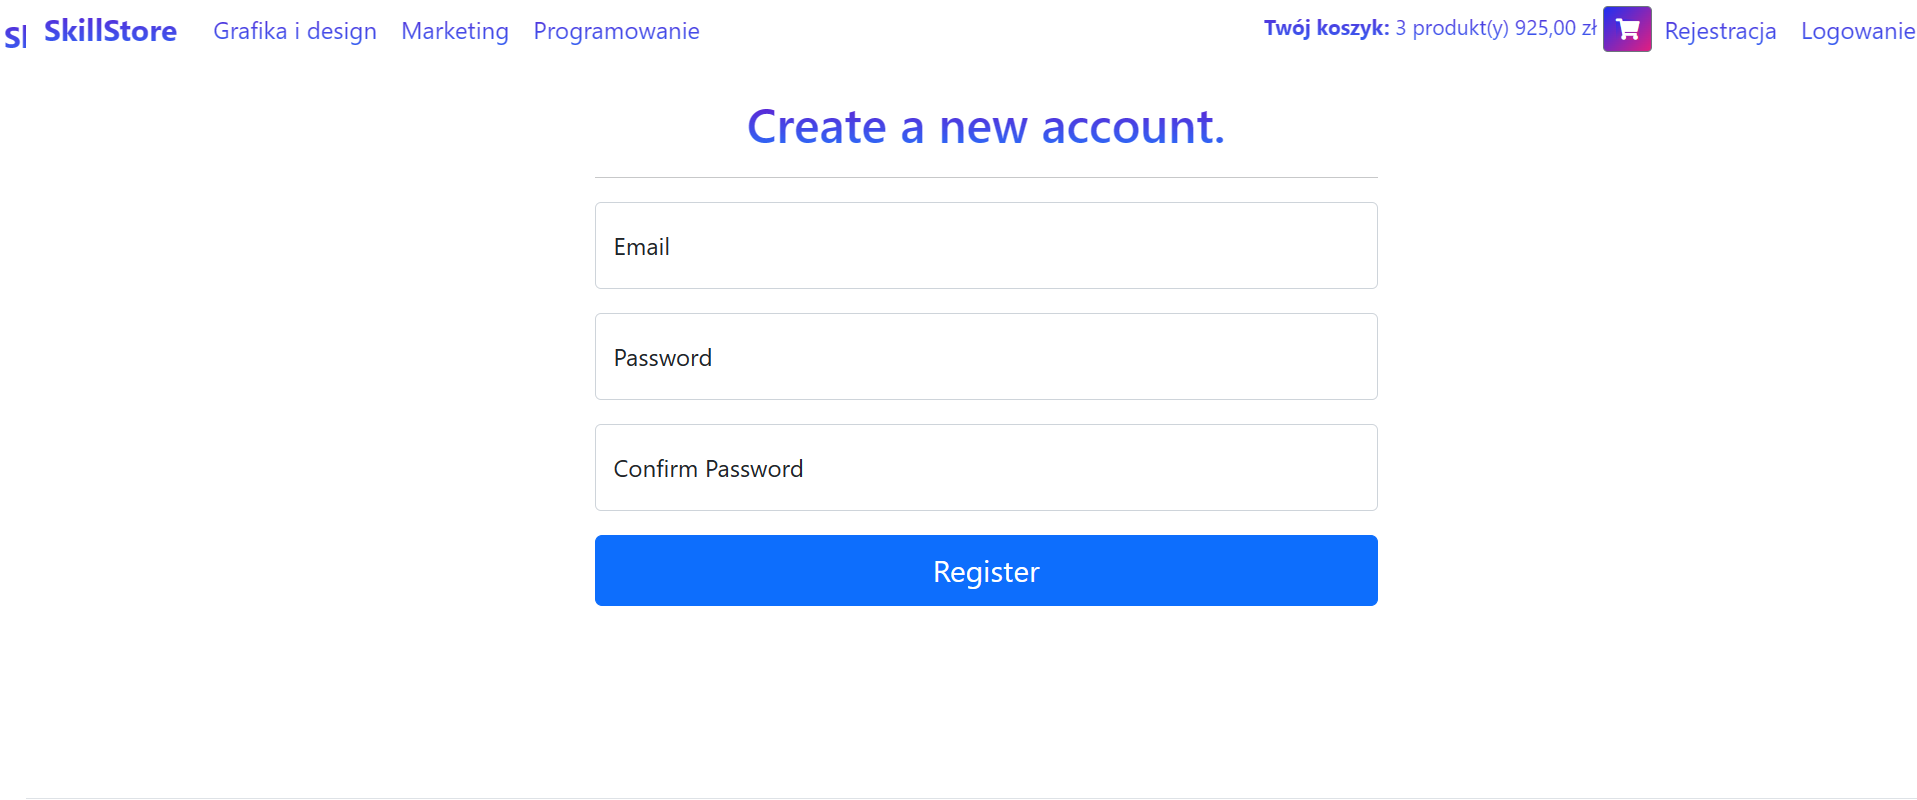 Sl SkillStore Grafika i design Marketing Programowanie Twój koszyk: 3 produkt(y) 925,00 zł Rejestracja Logowanie
Create a new account.
Email
Password
Confirm Password
Register